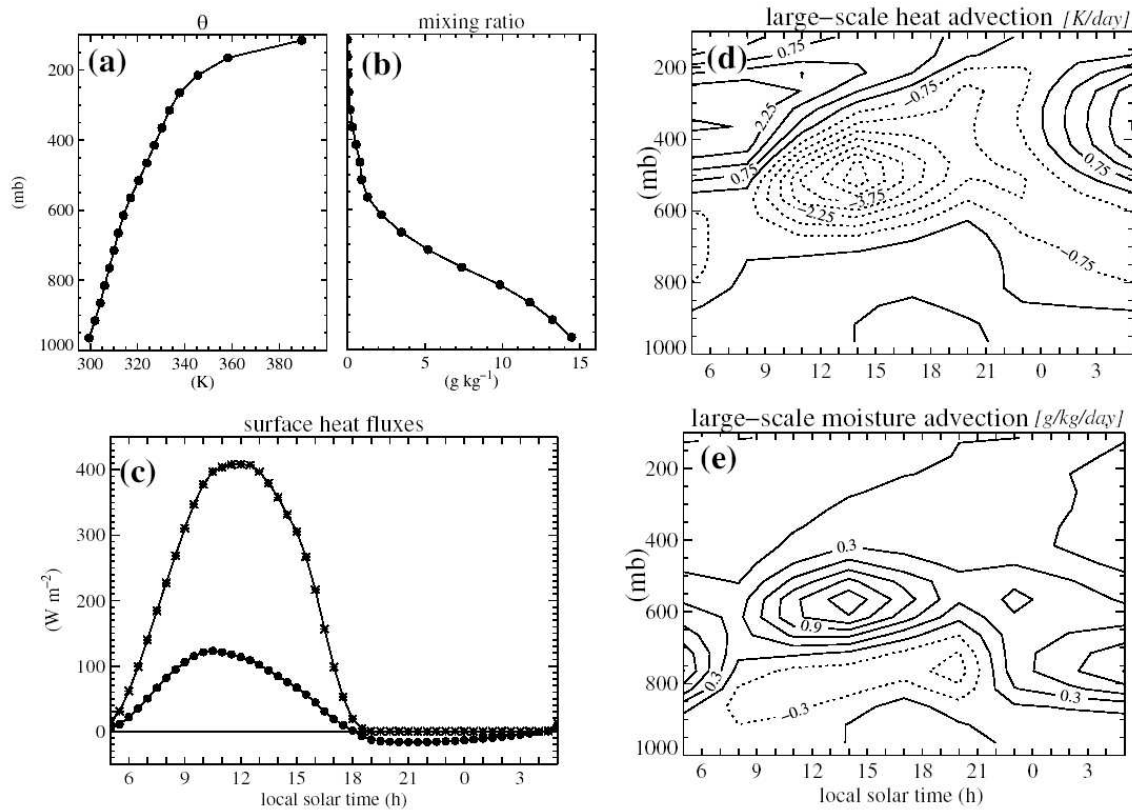 θ
(a)
200
400
600
800
1000
(mb)
300 320 340 360 380
(K)
mixing ratio
(b)
0 5 10 15
(g kg⁻¹)
large−scale heat advection [K/day]
(d)
200
400
600
800
1000
(mb)
0.75
2.25
0.75
−0.75
−3.75
−2.25
0.75
−0.75
6 9 12 15 18 21 0 3
surface heat fluxes
(c)
400
300
200
100
0
(W m⁻²)
6 9 12 15 18 21 0 3
local solar time (h)
large−scale moisture advection [g/kg/day]
(e)
200
400
600
800
1000
(mb)
0.3
0.9
0.3
0.3
−0.3
6 9 12 15 18 21 0 3
local solar time (h)